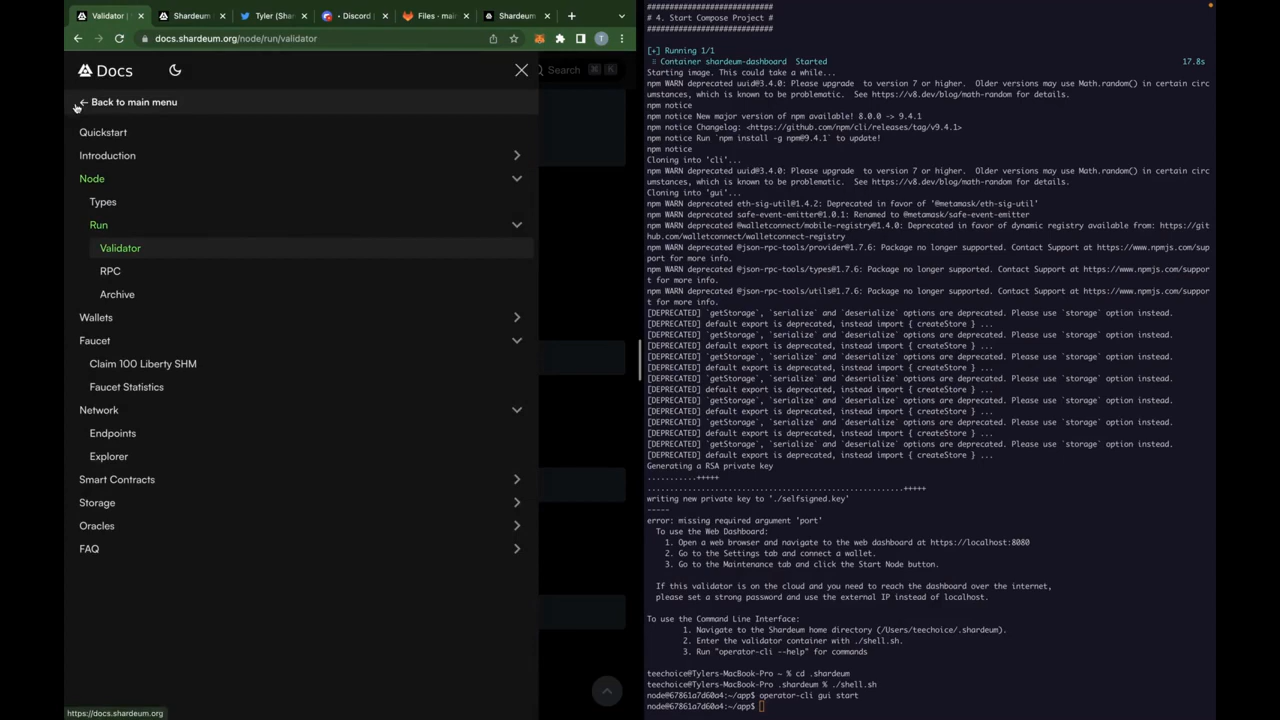 Validator |
Shardeum
Tyler (Shar
• Discord |
Files · mai
Shardeum
docs.shardeum.org/node/run/validator
T
Docs
Search
⌘
K
← Back to main menu
Quickstart
Introduction
Node
Types
Run
Validator
RPC
Archive
Wallets
Faucet
Claim 100 Liberty SHM
Faucet Statistics
Network
Endpoints
Explorer
Smart Contracts
Storage
Oracles
FAQ
https://docs.shardeum.org
###########################
# 4. Start Compose Project #
###########################
[+] Running 1/1
⠿ Container shardeum-dashboard  Started 17.8s
Starting image. This could take a while...
npm WARN deprecated uuid@3.4.0: Please upgrade  to version 7 or higher.  Older versions may use Math.random() in certain circ
umstances, which is known to be problematic.  See https://v8.dev/blog/math-random for details.
npm notice
npm notice New major version of npm available! 8.0.0 -> 9.4.1
npm notice Changelog: <https://github.com/npm/cli/releases/tag/v9.4.1>
npm notice Run `npm install -g npm@9.4.1` to update!
npm notice
Cloning into 'cli'...
npm WARN deprecated uuid@3.4.0: Please upgrade  to version 7 or higher.  Older versions may use Math.random() in certain circ
umstances, which is known to be problematic.  See https://v8.dev/blog/math-random for details.
Cloning into 'gui'...
npm WARN deprecated eth-sig-util@1.4.2: Deprecated in favor of '@metamask/eth-sig-util'
npm WARN deprecated safe-event-emitter@1.0.1: Renamed to @metamask/safe-event-emitter
npm WARN deprecated @walletconnect/mobile-registry@1.4.0: Deprecated in favor of dynamic registry available from: https://git
hub.com/walletconnect/walletconnect-registry
npm WARN deprecated @json-rpc-tools/provider@1.7.6: Package no longer supported. Contact Support at https://www.npmjs.com/sup
port for more info.
npm WARN deprecated @json-rpc-tools/types@1.7.6: Package no longer supported. Contact Support at https://www.npmjs.com/suppor
t for more info.
npm WARN deprecated @json-rpc-tools/utils@1.7.6: Package no longer supported. Contact Support at https://www.npmjs.com/suppor
t for more info.
[DEPRECATED] `getStorage`, `serialize` and `deserialize` options are deprecated. Please use `storage` option instead.
[DEPRECATED] default export is deprecated, instead import { createStore } ...
[DEPRECATED] `getStorage`, `serialize` and `deserialize` options are deprecated. Please use `storage` option instead.
[DEPRECATED] default export is deprecated, instead import { createStore } ...
[DEPRECATED] `getStorage`, `serialize` and `deserialize` options are deprecated. Please use `storage` option instead.
[DEPRECATED] default export is deprecated, instead import { createStore } ...
[DEPRECATED] `getStorage`, `serialize` and `deserialize` options are deprecated. Please use `storage` option instead.
[DEPRECATED] default export is deprecated, instead import { createStore } ...
[DEPRECATED] `getStorage`, `serialize` and `deserialize` options are deprecated. Please use `storage` option instead.
[DEPRECATED] default export is deprecated, instead import { createStore } ...
[DEPRECATED] `getStorage`, `serialize` and `deserialize` options are deprecated. Please use `storage` option instead.
[DEPRECATED] default export is deprecated, instead import { createStore } ...
[DEPRECATED] `getStorage`, `serialize` and `deserialize` options are deprecated. Please use `storage` option instead.
[DEPRECATED] default export is deprecated, instead import { createStore } ...
Generating a RSA private key
...........+++++
.......................................................+++++
writing new private key to './selfsigned.key'
-----
error: missing required argument 'port'
To use the Web Dashboard:
1. Open a web browser and navigate to the web dashboard at https://localhost:8080
2. Go to the Settings tab and connect a wallet.
3. Go to the Maintenance tab and click the Start Node button.
If this validator is on the cloud and you need to reach the dashboard over the internet,
please set a strong password and use the external IP instead of localhost.
To use the Command Line Interface:
1. Navigate to the Shardeum home directory (/Users/teechoice/.shardeum).
2. Enter the validator container with ./shell.sh.
3. Run "operator-cli --help" for commands
teechoice@Tylers-MacBook-Pro ~ % cd .shardeum
teechoice@Tylers-MacBook-Pro .shardeum % ./shell.sh
node@67861a7d60a4:~/app$ operator-cli gui start
node@67861a7d60a4:~/app$